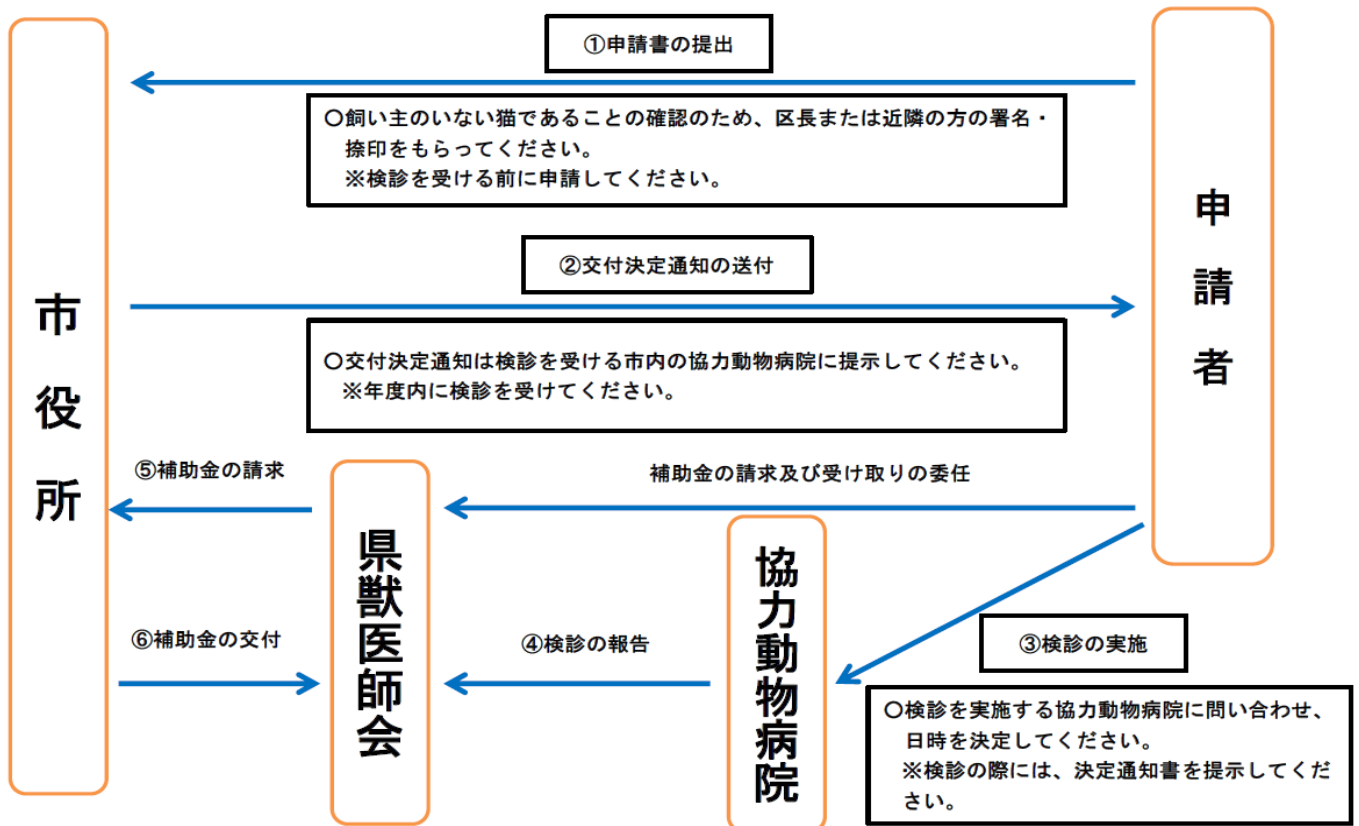 ①申請書の提出
〇飼い主のいない猫であることの確認のため、区長または近隣の方の署名・
捺印をもらってください。
※検診を受ける前に申請してください。
申請者
②交付決定通知の送付
市役所
〇交付決定通知は検診を受ける市内の協力動物病院に提示してください。
※年度内に検診を受けてください。
⑤補助金の請求
補助金の請求及び受け取りの委任
県獣医師会
協力動物病院
⑥補助金の交付
④検診の報告
③検診の実施
〇検診を実施する協力動物病院に問い合わせ、
日時を決定してください。
※検診の際には、決定通知書を提示してくだ
さい。